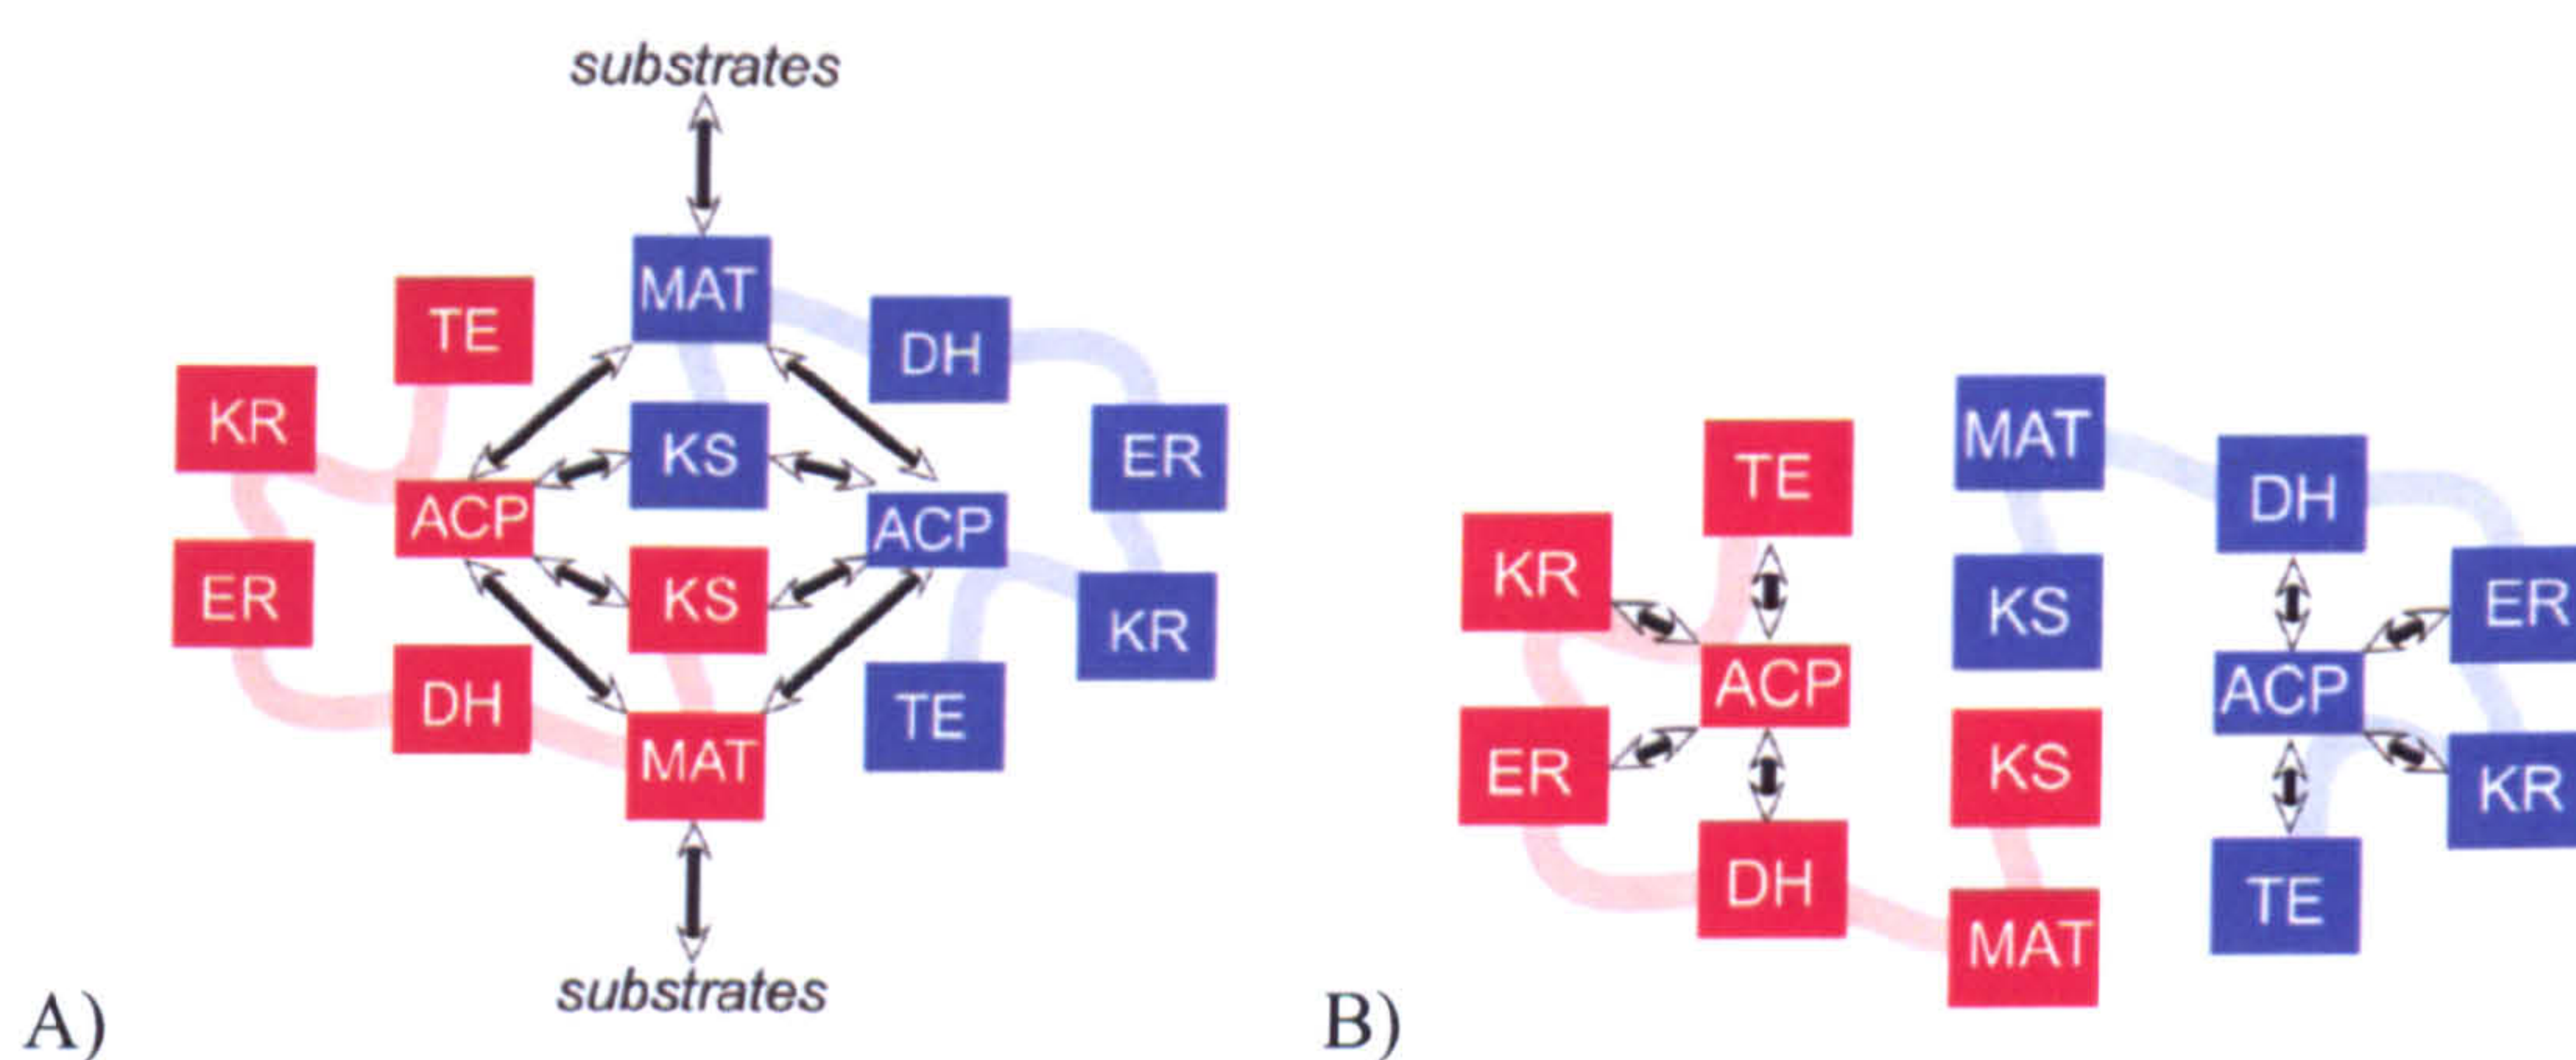 substrates
MAT
TE
DH
KR
KS
ER
ACP
ACP
KS
ER
KR
DH
TE
MAT
substrates
A)
MAT
TE
DH
KR
KS
ER
ACP
ACP
KS
ER
KR
DH
TE
MAT
B)